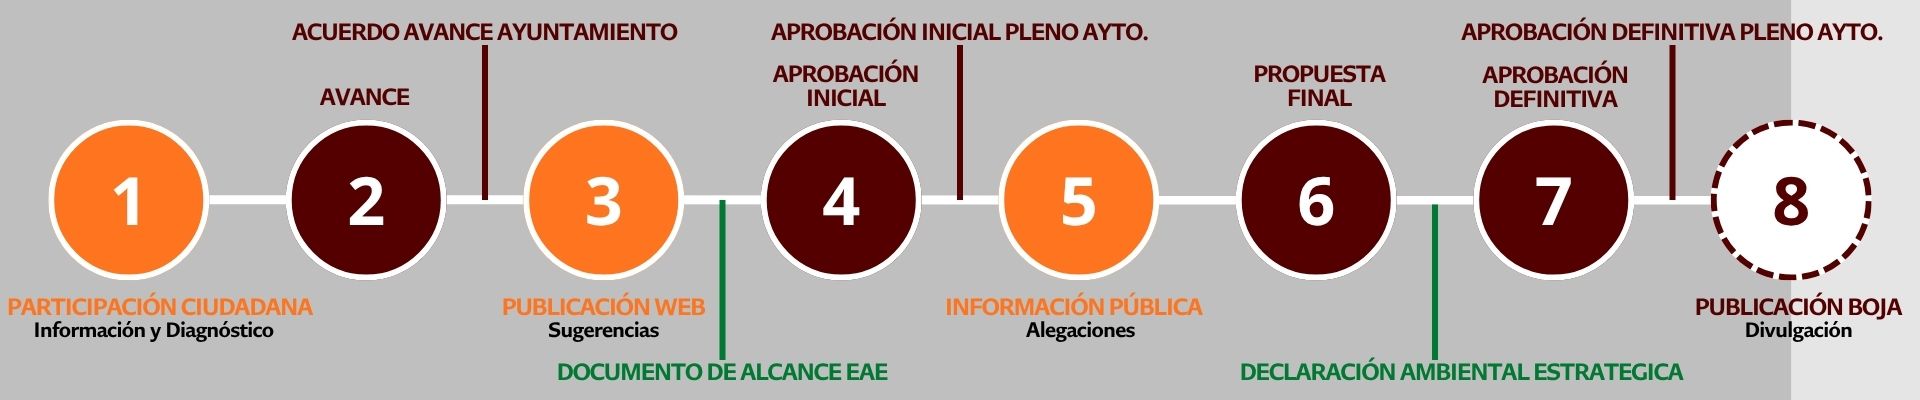 ACUERDO AVANCE AYUNTAMIENTO
APROBACIÓN INICIAL PLENO AYTO.
APROBACIÓN DEFINITIVA PLENO AYTO.
AVANCE
APROBACIÓN
INICIAL
PROPUESTA
FINAL
APROBACIÓN
DEFINITIVA
1
2
3
4
5
6
7
8
PARTICIPACIÓN CIUDADANA
Información y Diagnóstico
PUBLICACIÓN WEB
Sugerencias
INFORMACIÓN PÚBLICA
Alegaciones
PUBLICACIÓN BOJA
Divulgación
DOCUMENTO DE ALCANCE EAE
DECLARACIÓN AMBIENTAL ESTRATEGICA